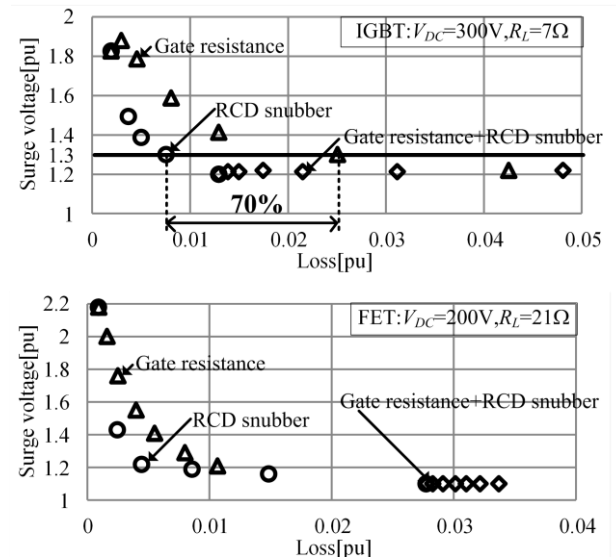 2
1.8
1.6
1.4
1.3
1.2
1
Surge voltage[pu]
IGBT:V_DC=300V,R_L=7Ω
Gate resistance
RCD snubber
Gate resistance+RCD snubber
70%
0 0.01 0.02 0.03 0.04 0.05
Loss[pu]
2.2
2
1.8
1.6
1.4
1.2
1
Surge voltage[pu]
FET:V_DC=200V,R_L=21Ω
Gate resistance
RCD snubber
Gate resistance+RCD snubber
0 0.01 0.02 0.03 0.04
Loss[pu]